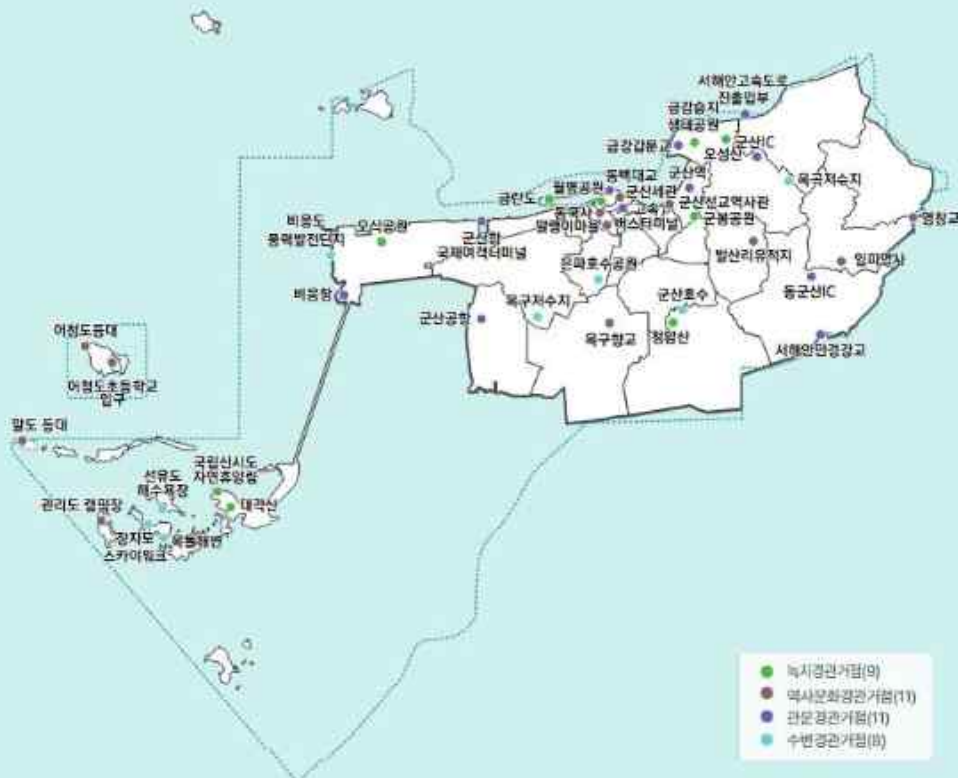 서해안고속도로
진출입부
금강습지
생태공원
군산IC
금강갑문교
오성산
동백대교
군산역
옥곡저수지
월명공원
군산세관
금란도
군산선교역사관
동국사
고속
비응도
오식공원
말랭이마을
버스터미널
군봉공원
풍력발전단지
군산항
국제여객터미널
발산리유적지
임피역사
은파호수공원
동군산IC
비응항
옥구저수지
군산호수
군산공항
옥구향교
청암산
서해안만경강교
어청도등대
어청도초등학교
입구
말도 등대
국립신시도
자연휴양림
선유도
해수욕장
대각산
관리도 캠핑장
장자도
스카이워크
옥돌해변
녹지경관거점(9)
역사문화경관거점(11)
관문경관거점(11)
수변경관거점(8)